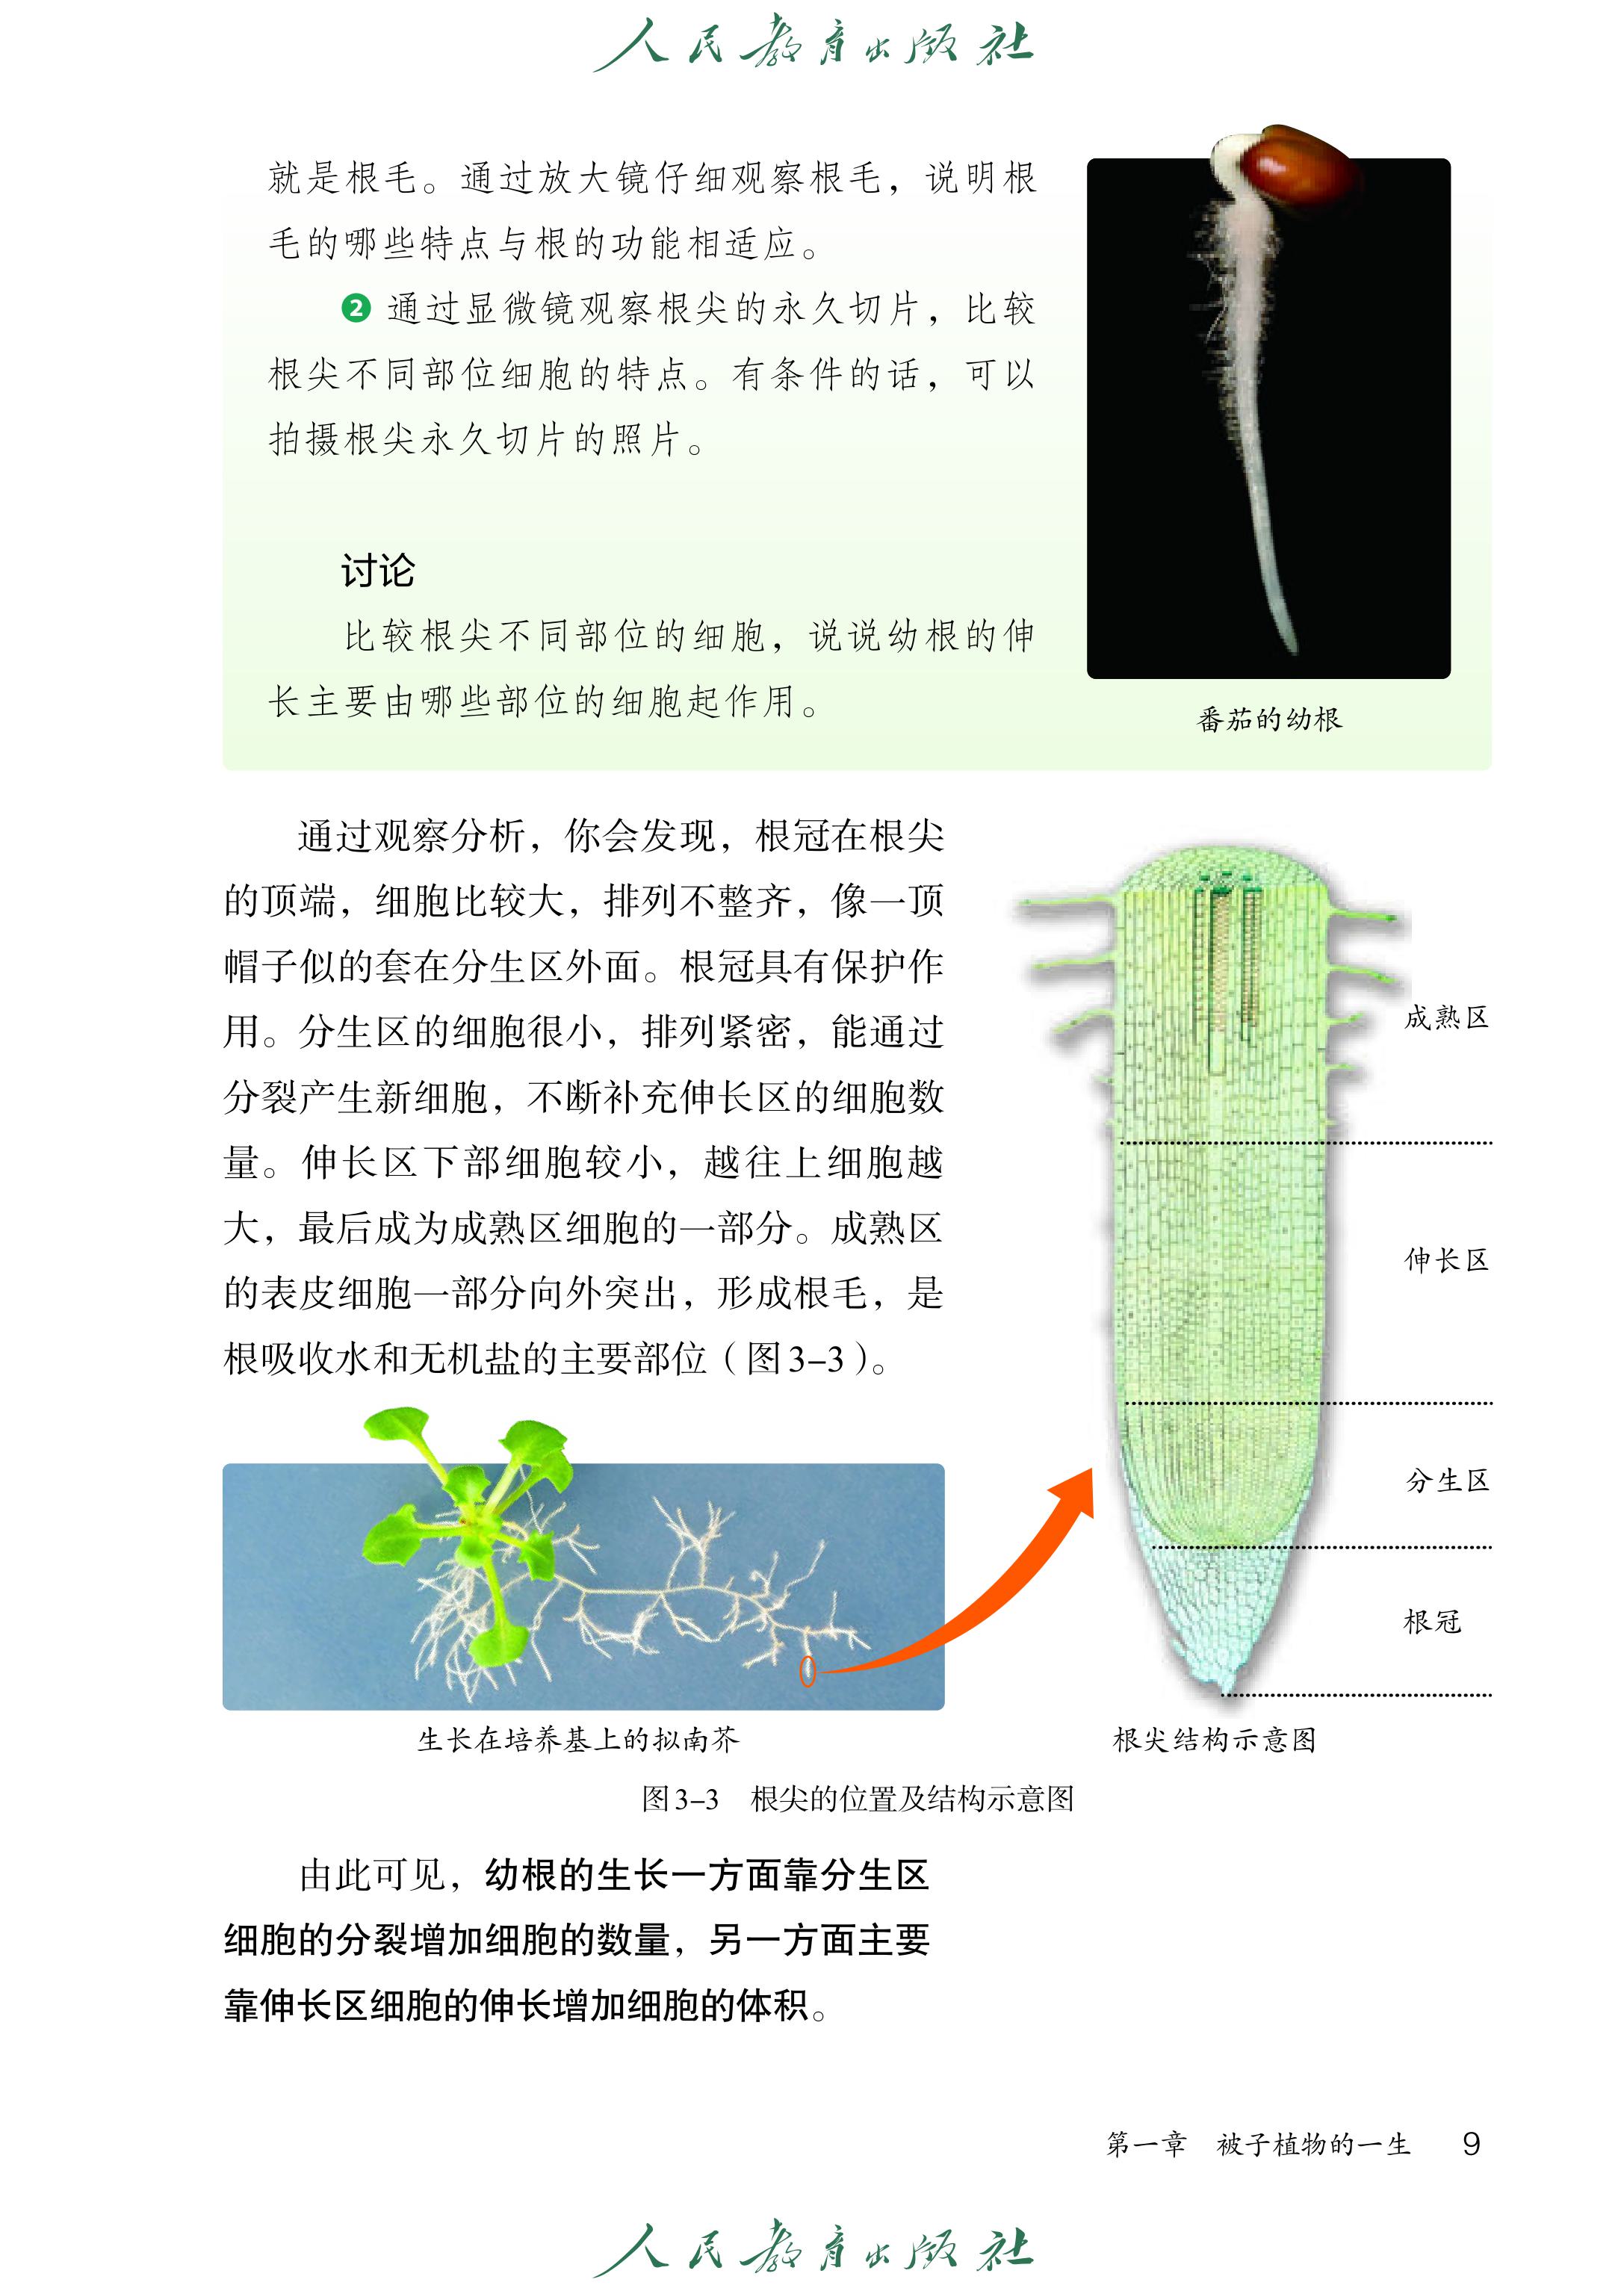 人民教育出版社
就是根毛。通过放大镜仔细观察根毛，说明根
毛的哪些特点与根的功能相适应。
2 通过显微镜观察根尖的永久切片，比较
根尖不同部位细胞的特点。有条件的话，可以
拍摄根尖永久切片的照片。
讨论
比较根尖不同部位的细胞，说说幼根的伸
长主要由哪些部位的细胞起作用。
番茄的幼根
通过观察分析，你会发现，根冠在根尖
的顶端，细胞比较大，排列不整齐，像一顶
帽子似的套在分生区外面。根冠具有保护作
用。分生区的细胞很小，排列紧密，能通过
分裂产生新细胞，不断补充伸长区的细胞数
量。伸长区下部细胞较小，越往上细胞越
大，最后成为成熟区细胞的一部分。成熟区
的表皮细胞一部分向外突出，形成根毛，是
根吸收水和无机盐的主要部位（图3–3）。
成熟区
伸长区
分生区
根冠
生长在培养基上的拟南芥
根尖结构示意图
图3–3 根尖的位置及结构示意图
由此可见，幼根的生长一方面靠分生区
细胞的分裂增加细胞的数量，另一方面主要
靠伸长区细胞的伸长增加细胞的体积。
第一章 被子植物的一生 9
人民教育出版社